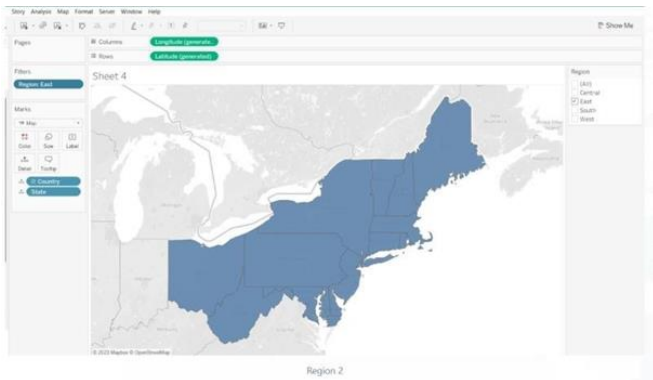 Story Analysis Map Format Server Window Help
Show Me
Pages
Columns Longitude (generate..
Rows Latitude (generated)
Filters
Region: East
Sheet 4
Region
(All)
Central
East
South
West
Marks
Map
Color Size Label
Detail Tooltip
Country
State
© 2023 Mapbox © OpenStreetMap
Region 2